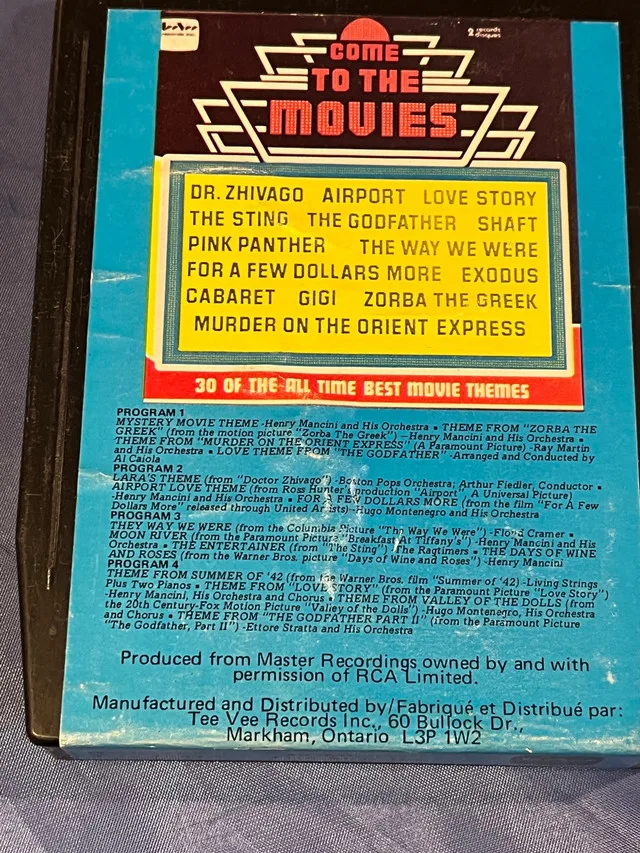 2 records
disques
COME
TO THE
MOVIES
DR. ZHIVAGO AIRPORT LOVE STORY
THE STING THE GODFATHER SHAFT
PINK PANTHER THE WAY WE WERE
FOR A FEW DOLLARS MORE EXODUS
CABARET GIGI ZORBA THE GREEK
MURDER ON THE ORIENT EXPRESS
30 OF THE ALL TIME BEST MOVIE THEMES
PROGRAM 1
MYSTERY MOVIE THEME -Henry Mancini and His Orchestra • THEME FROM "ZORBA THE
GREEK" (from the motion picture "Zorba The Greek") -Henry Mancini and His Orchestra •
THEME FROM "MURDER ON THE ORIENT EXPRESS" (A Paramount Picture) -Ray Martin
and His Orchestra • LOVE THEME FROM "THE GODFATHER" -Arranged and Conducted by
Al Caiola
PROGRAM 2
LARA'S THEME (from "Doctor Zhivago") -Boston Pops Orchestra; Arthur Fiedler, Conductor •
AIRPORT LOVE THEME (from Ross Hunter's production "Airport", A Universal Picture)
-Henry Mancini and His Orchestra • FOR A FEW DOLLARS MORE (from the film "For A Few
Dollars More" released through United Artists) -Hugo Montenegro and His Orchestra
PROGRAM 3
THEY WAY WE WERE (from the Columbia Picture "The Way We Were") -Floyd Cramer •
MOON RIVER (from the Paramount Picture "Breakfast at Tiffany's") -Henry Mancini and His
Orchestra • THE ENTERTAINER (from "The Sting") -The Ragtimers • THE DAYS OF WINE
AND ROSES (from the Warner Bros. picture "Days of Wine and Roses") -Henry Mancini
PROGRAM 4
THEME FROM SUMMER OF '42 (from the Warner Bros. film "Summer of '42) -Living Strings
Plus Two Pianos • THEME FROM "LOVE STORY" (from the Paramount Picture "Love Story")
-Henry Mancini, His Orchestra and Chorus • THEME FROM VALLEY OF THE DOLLS (from
the 20th Century-Fox Motion Picture "Valley of the Dolls") -Hugo Montenegro, His Orchestra
and Chorus • THEME FROM "THE GODFATHER PART II" (from the Paramount Picture
"The Godfather, Part II") -Ettore Stratta and His Orchestra
Produced from Master Recordings owned by and with
permission of RCA Limited.
Manufactured and Distributed by/Fabriqué et Distribué par:
Tee Vee Records Inc., 60 Bullock Dr.,
Markham, Ontario L3P 1W2